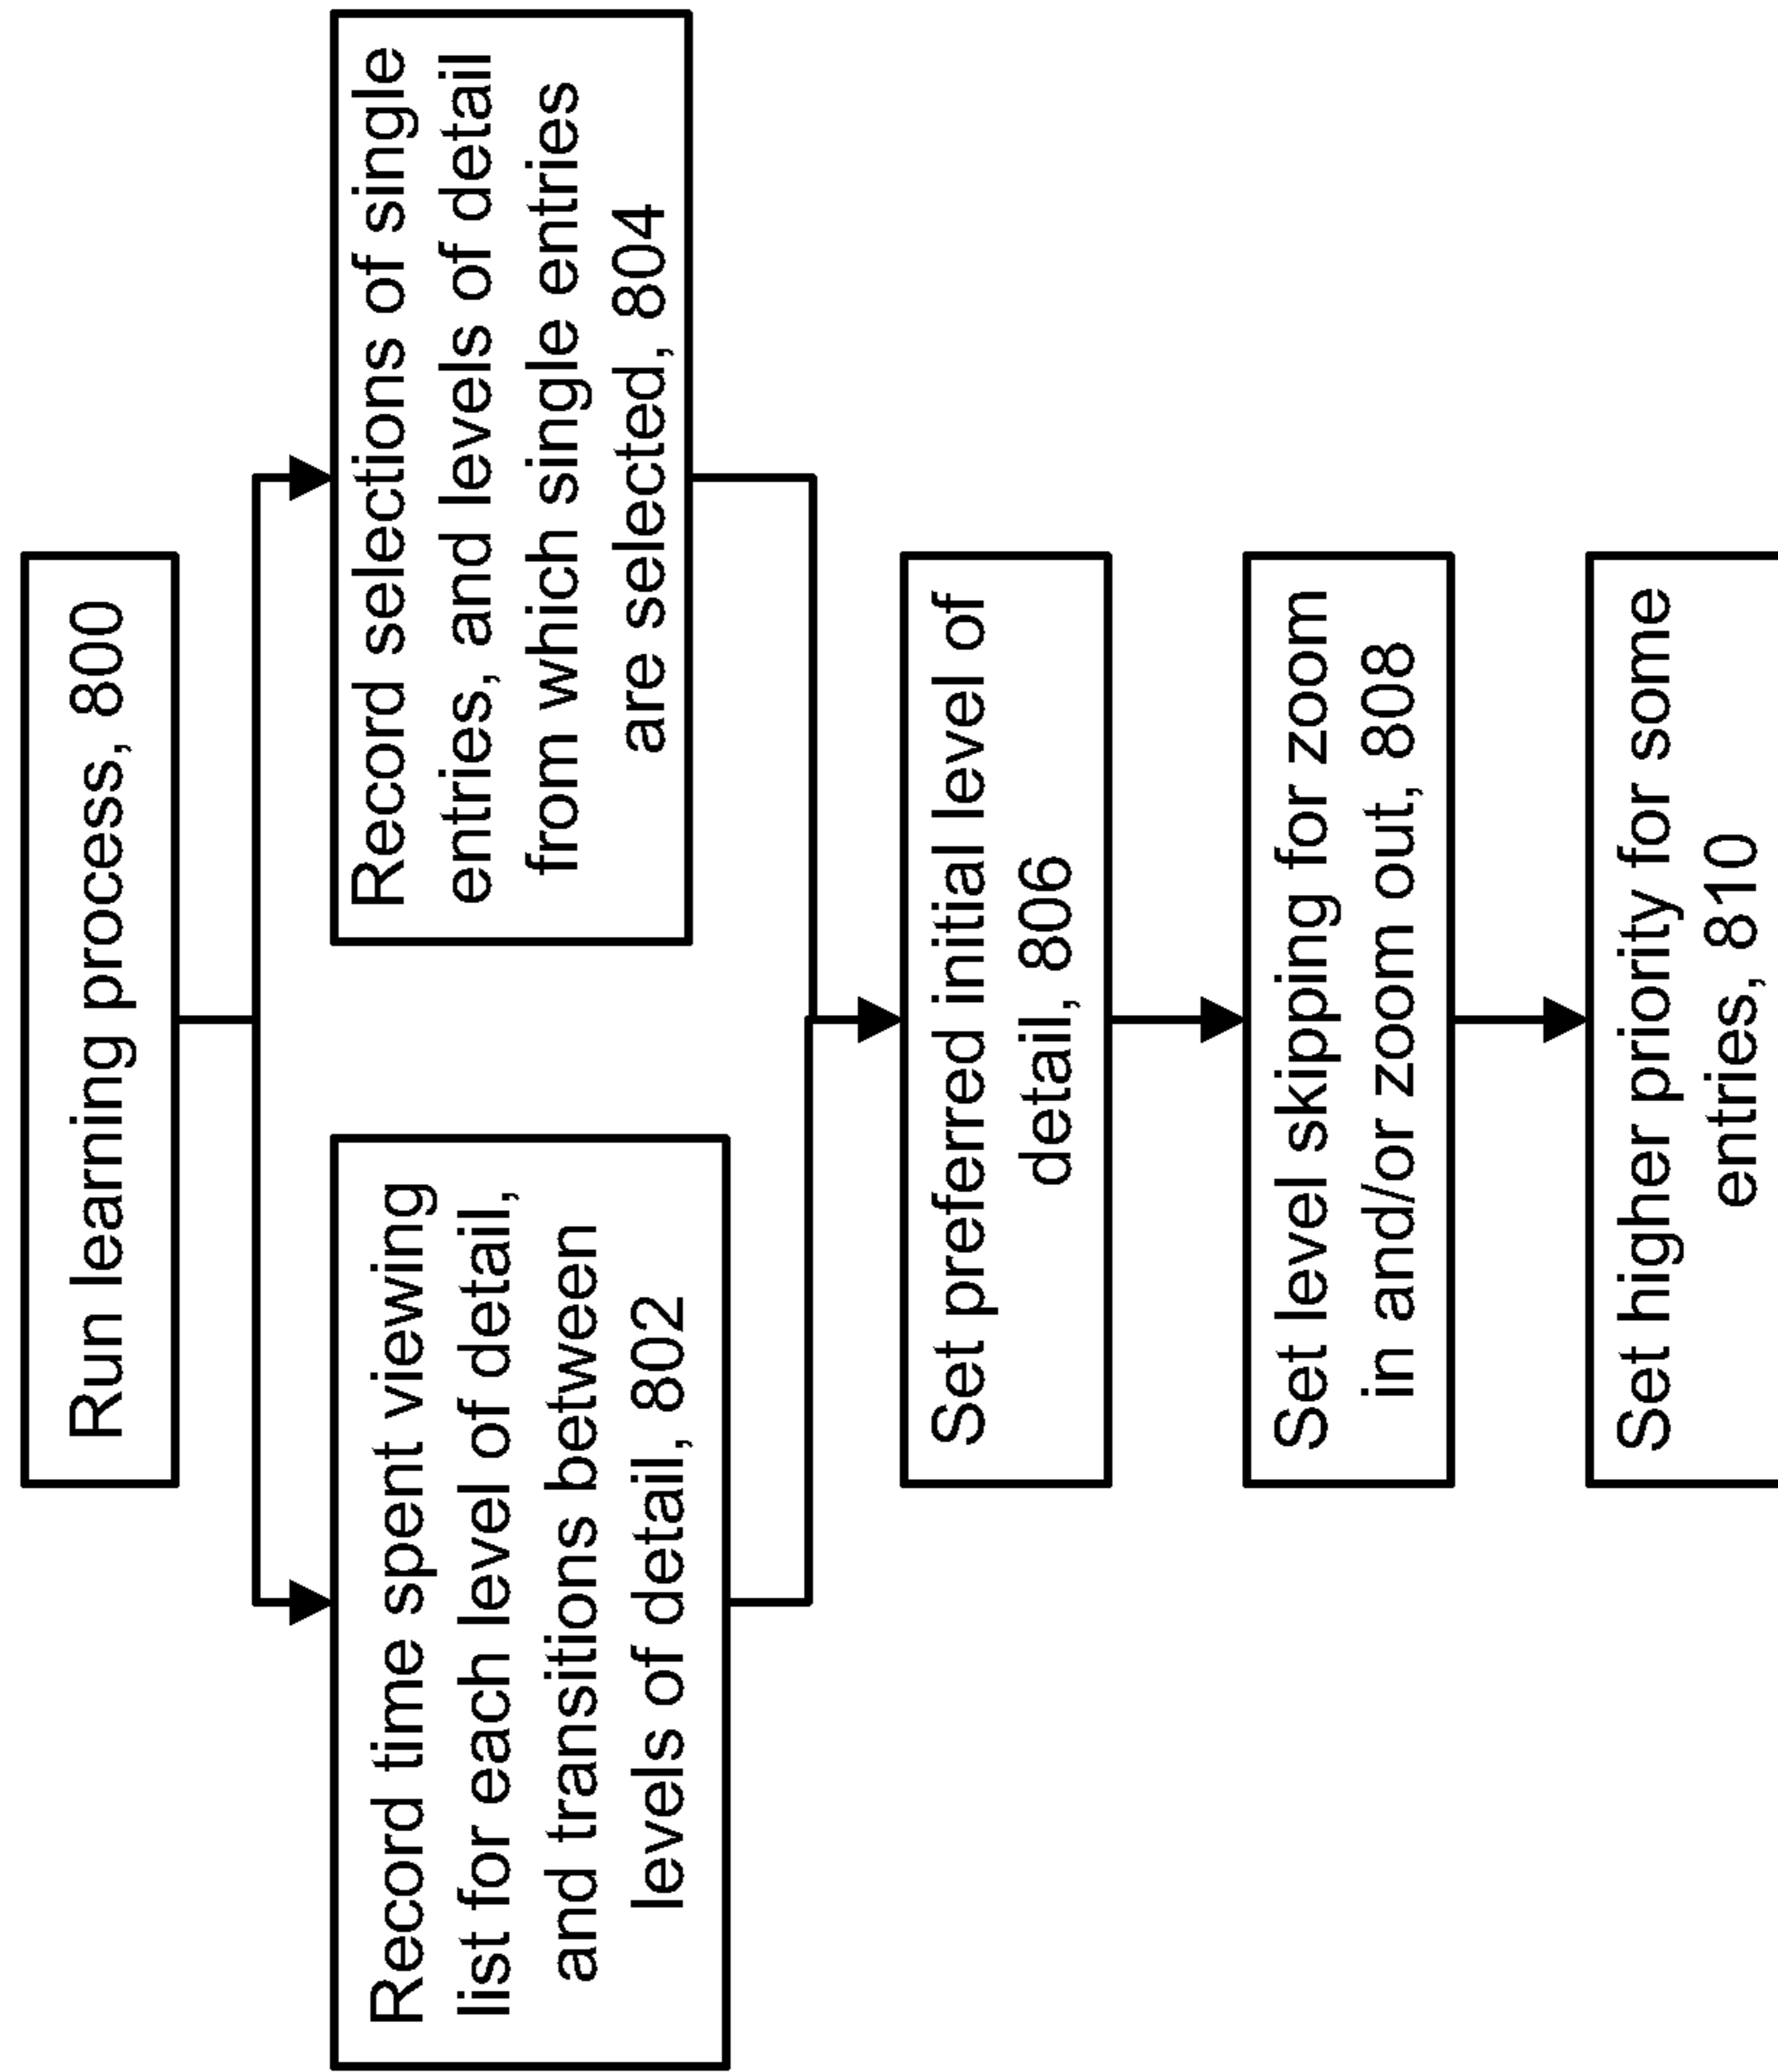 Run learning process, 800
Record time spent viewing
list for each level of detail,
and transitions between
levels of detail, 802
Record selections of single
entries, and levels of detail
from which single entries
are selected, 804
Set preferred initial level of
detail, 806
Set level skipping for zoom
in and/or zoom out, 808
Set higher priority for some
entries, 810